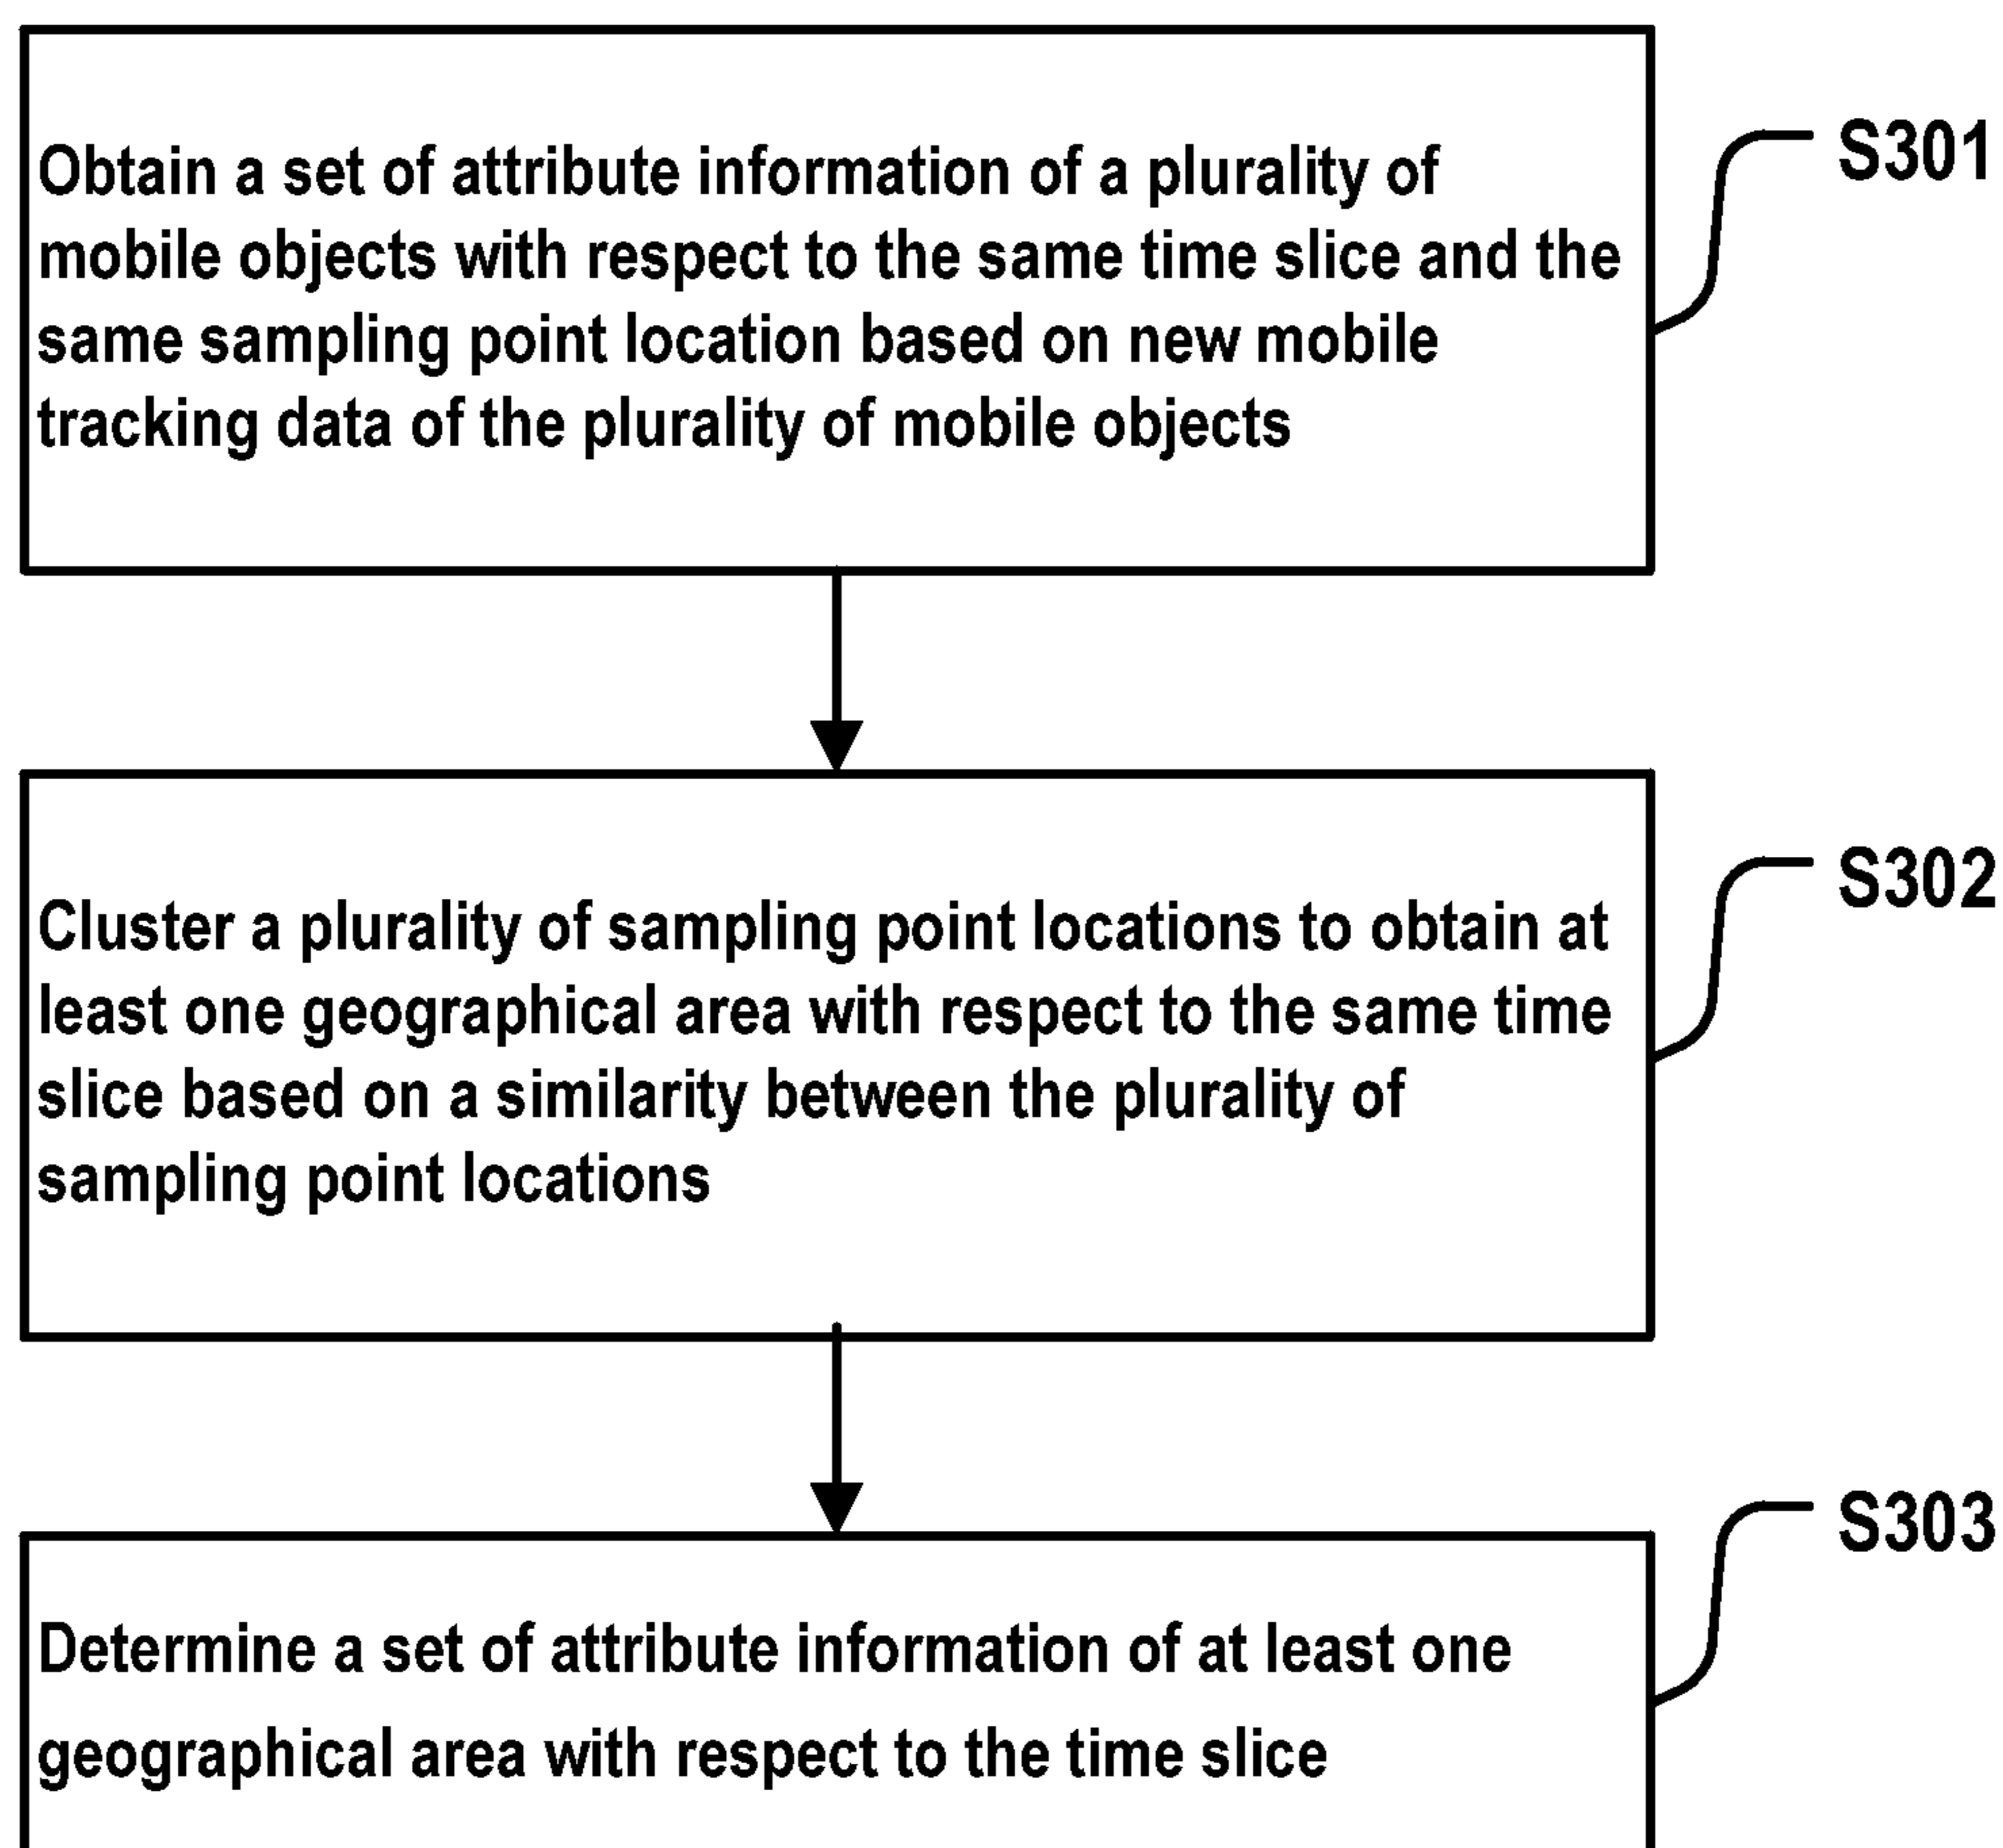 Obtain a set of attribute information of a plurality of
mobile objects with respect to the same time slice and the
same sampling point location based on new mobile
tracking data of the plurality of mobile objects
S301
Cluster a plurality of sampling point locations to obtain at
least one geographical area with respect to the same time
slice based on a similarity between the plurality of
sampling point locations
S302
Determine a set of attribute information of at least one
geographical area with respect to the time slice
S303